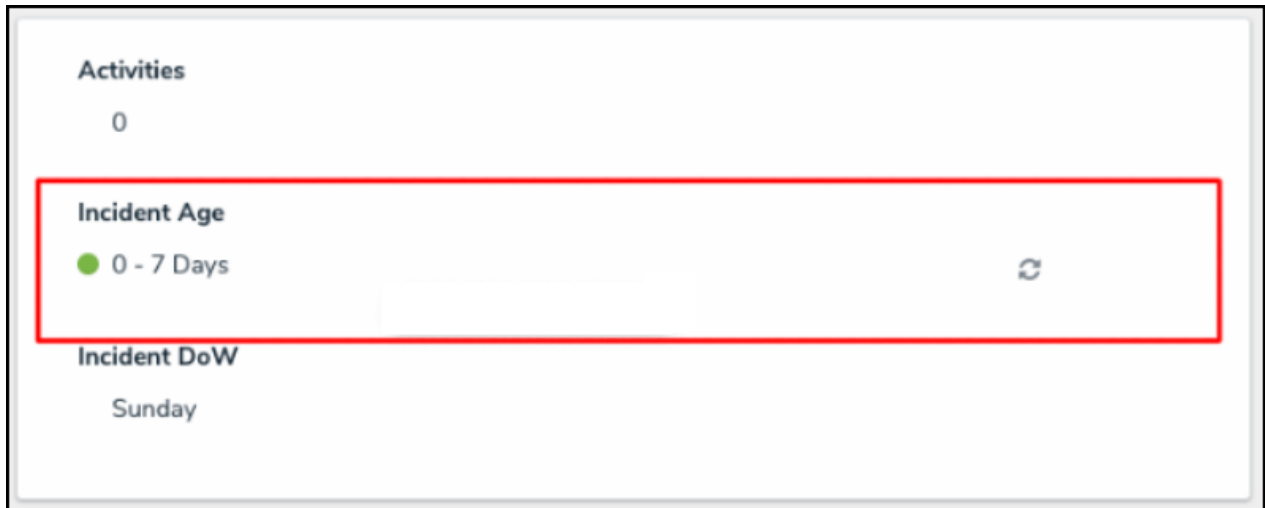 Activities
0
Incident Age
0 - 7 Days
Incident DoW
Sunday